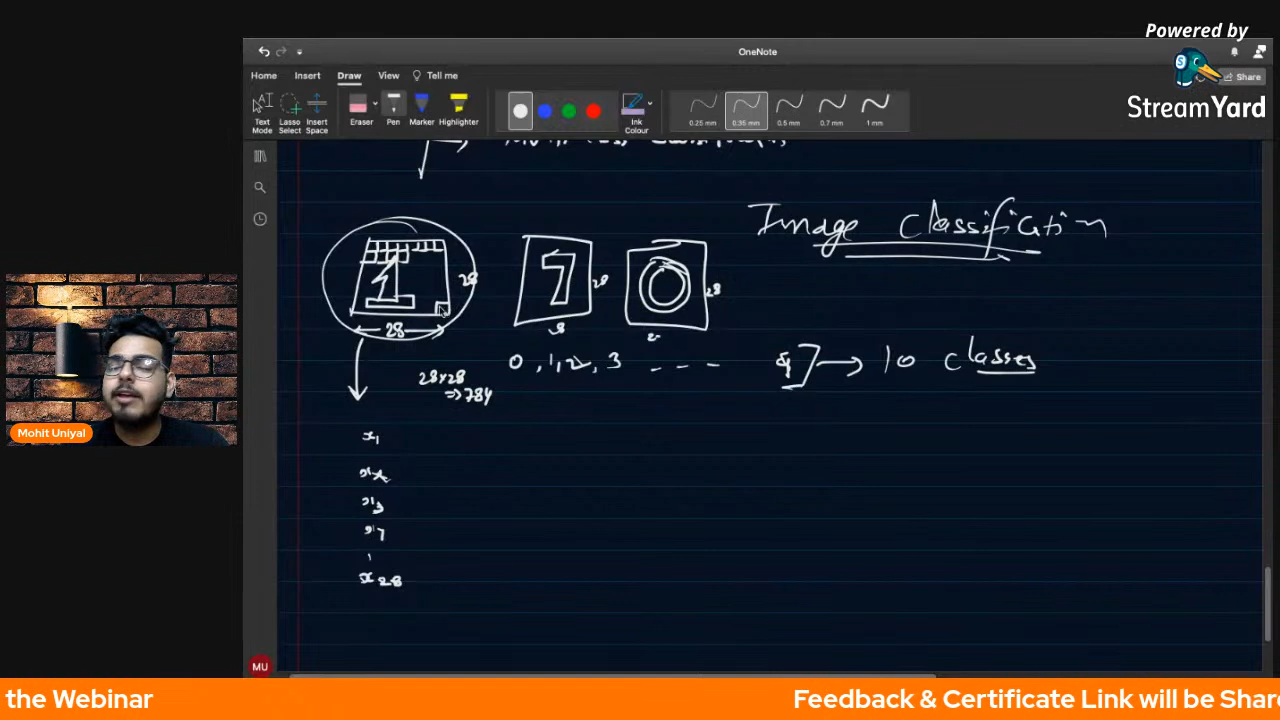 Powered by
StreamYard
OneNote
Home Insert Draw View Tell me
Share
Text Mode
Lasso Select
Insert Space
Eraser
Pen
Marker
Highlighter
Ink Colour
0.25 mm
0.35 mm
0.5 mm
0.7 mm
1 mm
Image Classification
1 28
28
7 28
0 28
0, 1, 2, 3 - - - 9] → 10 classes
28x28
⇒ 784
x1
x2
x3
x28
Mohit Uniyal
MU
the Webinar Feedback & Certificate Link will be Share